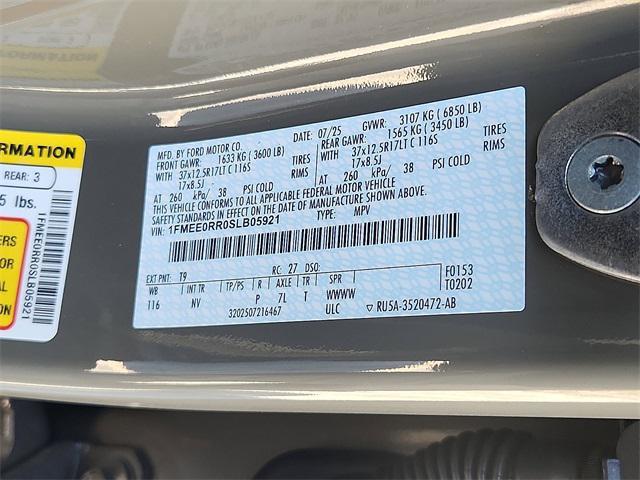 ORMATION
REAR: 3
5 lbs.
1FMEE0RR0SLB05921
ERS
FOR
ATION
MFD. BY FORD MOTOR CO.
DATE: 07/25 GVWR: 3107 KG ( 6850 LB)
FRONT GAWR: 1633 KG ( 3600 LB) REAR GAWR: 1565 KG ( 3450 LB)
WITH 37x12.5R17LT C 116S TIRES WITH 37x12.5R17LT C 116S TIRES
17x8.5J RIMS 17x8.5J RIMS
AT 260 kPa/ 38 PSI COLD AT 260 kPa/ 38 PSI COLD
THIS VEHICLE CONFORMS TO ALL APPLICABLE FEDERAL MOTOR VEHICLE
SAFETY STANDARDS IN EFFECT ON THE DATE OF MANUFACTURE SHOWN ABOVE.
VIN: 1FMEE0RR0SLB05921 TYPE: MPV
EXT PNT: T9 RC: 27 DSO: F0153
WB INT TR TP/PS R AXLE TR SPR T0202
116 NV P 7L T WWWW
3202507216467 ULC RU5A-3520472-AB